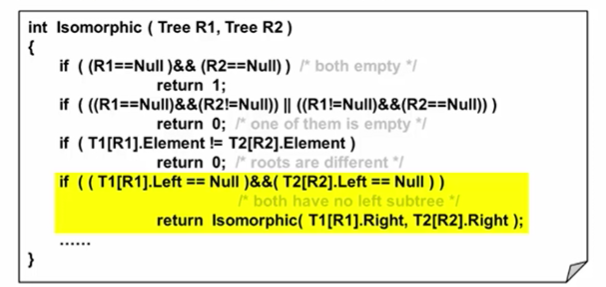 int Isomorphic ( Tree R1, Tree R2 )
{
if ( (R1==Null )&& (R2==Null) ) /* both empty */
return 1;
if ( ((R1==Null)&&(R2!=Null)) || ((R1!=Null)&&(R2==Null)) )
return 0; /* one of them is empty */
if ( T1[R1].Element != T2[R2].Element )
return 0; /* roots are different */
if ( ( T1[R1].Left == Null )&&( T2[R2].Left == Null ) )
/* both have no left subtree */
return Isomorphic( T1[R1].Right, T2[R2].Right );
......
}